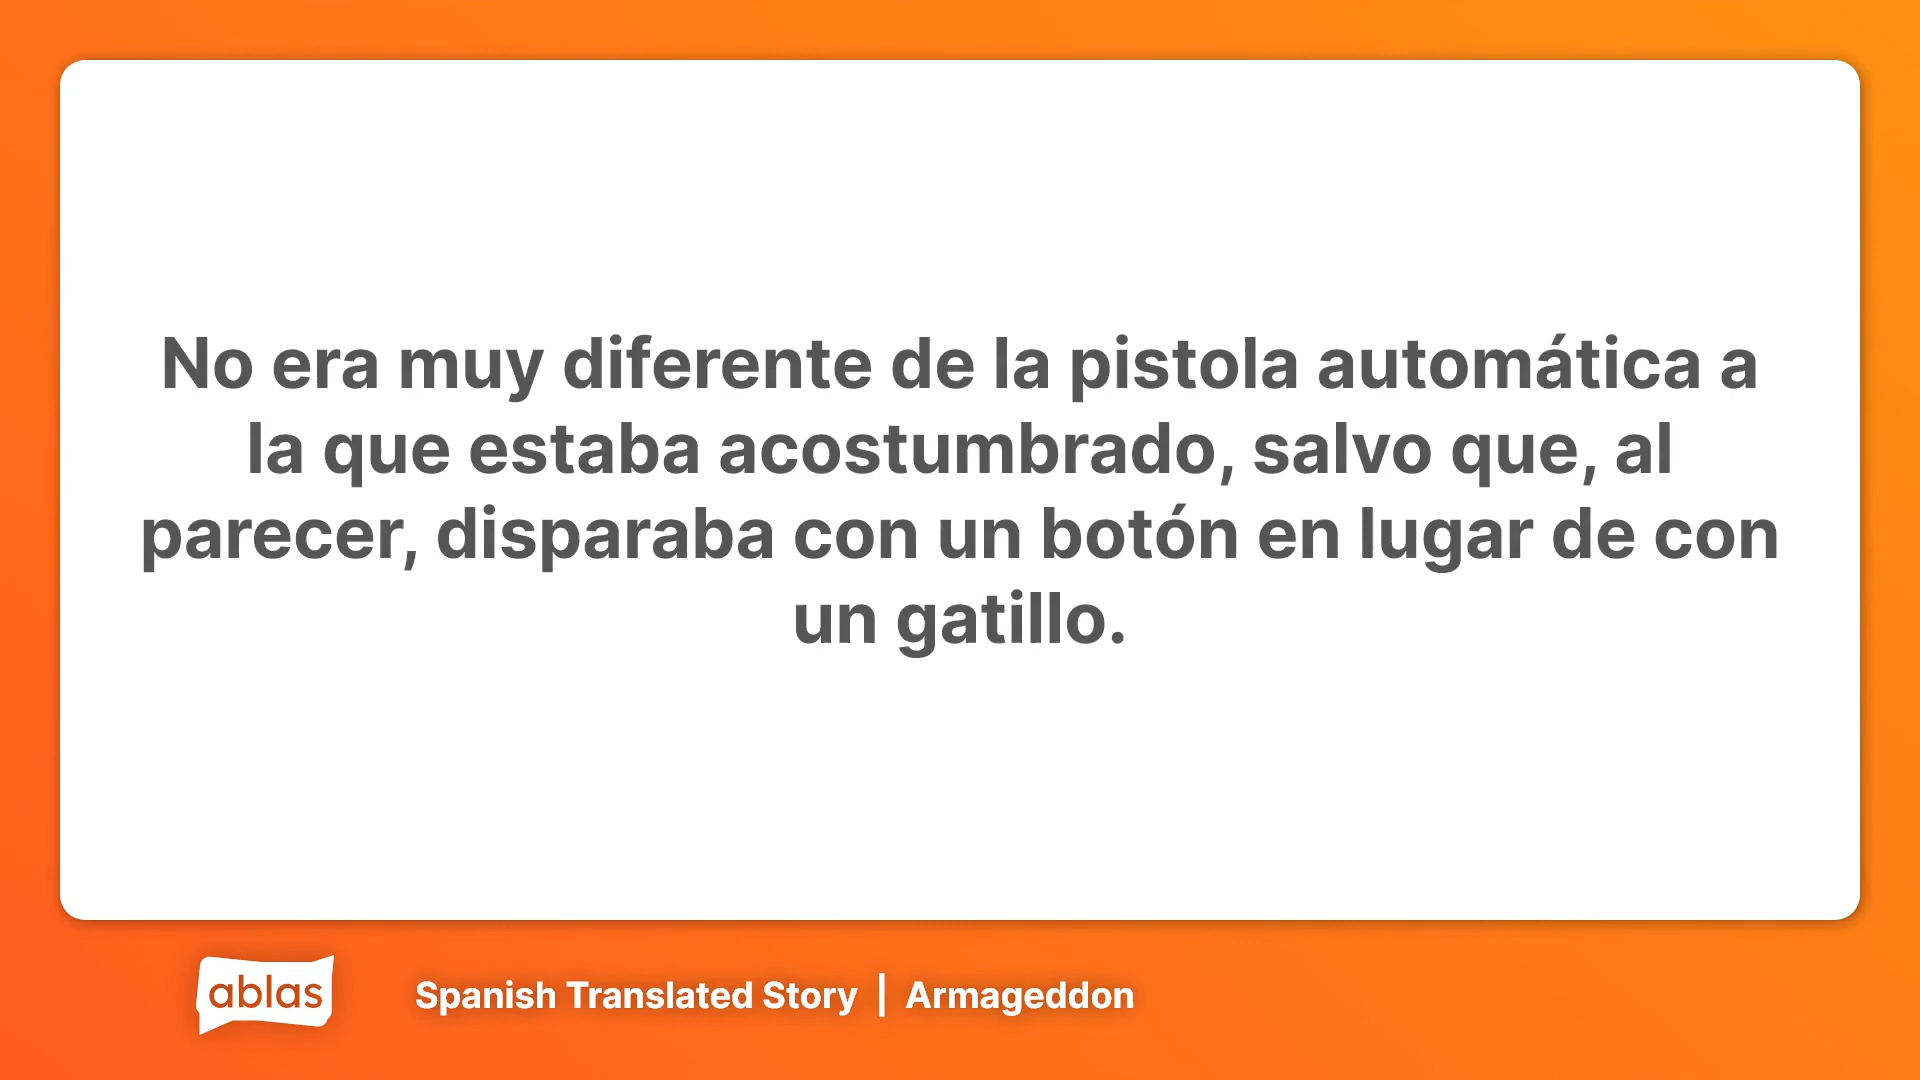 No era muy diferente de la pistola automática a
la que estaba acostumbrado, salvo que, al
parecer, disparaba con un botón en lugar de con
un gatillo.
ablas
Spanish Translated Story | Armageddon